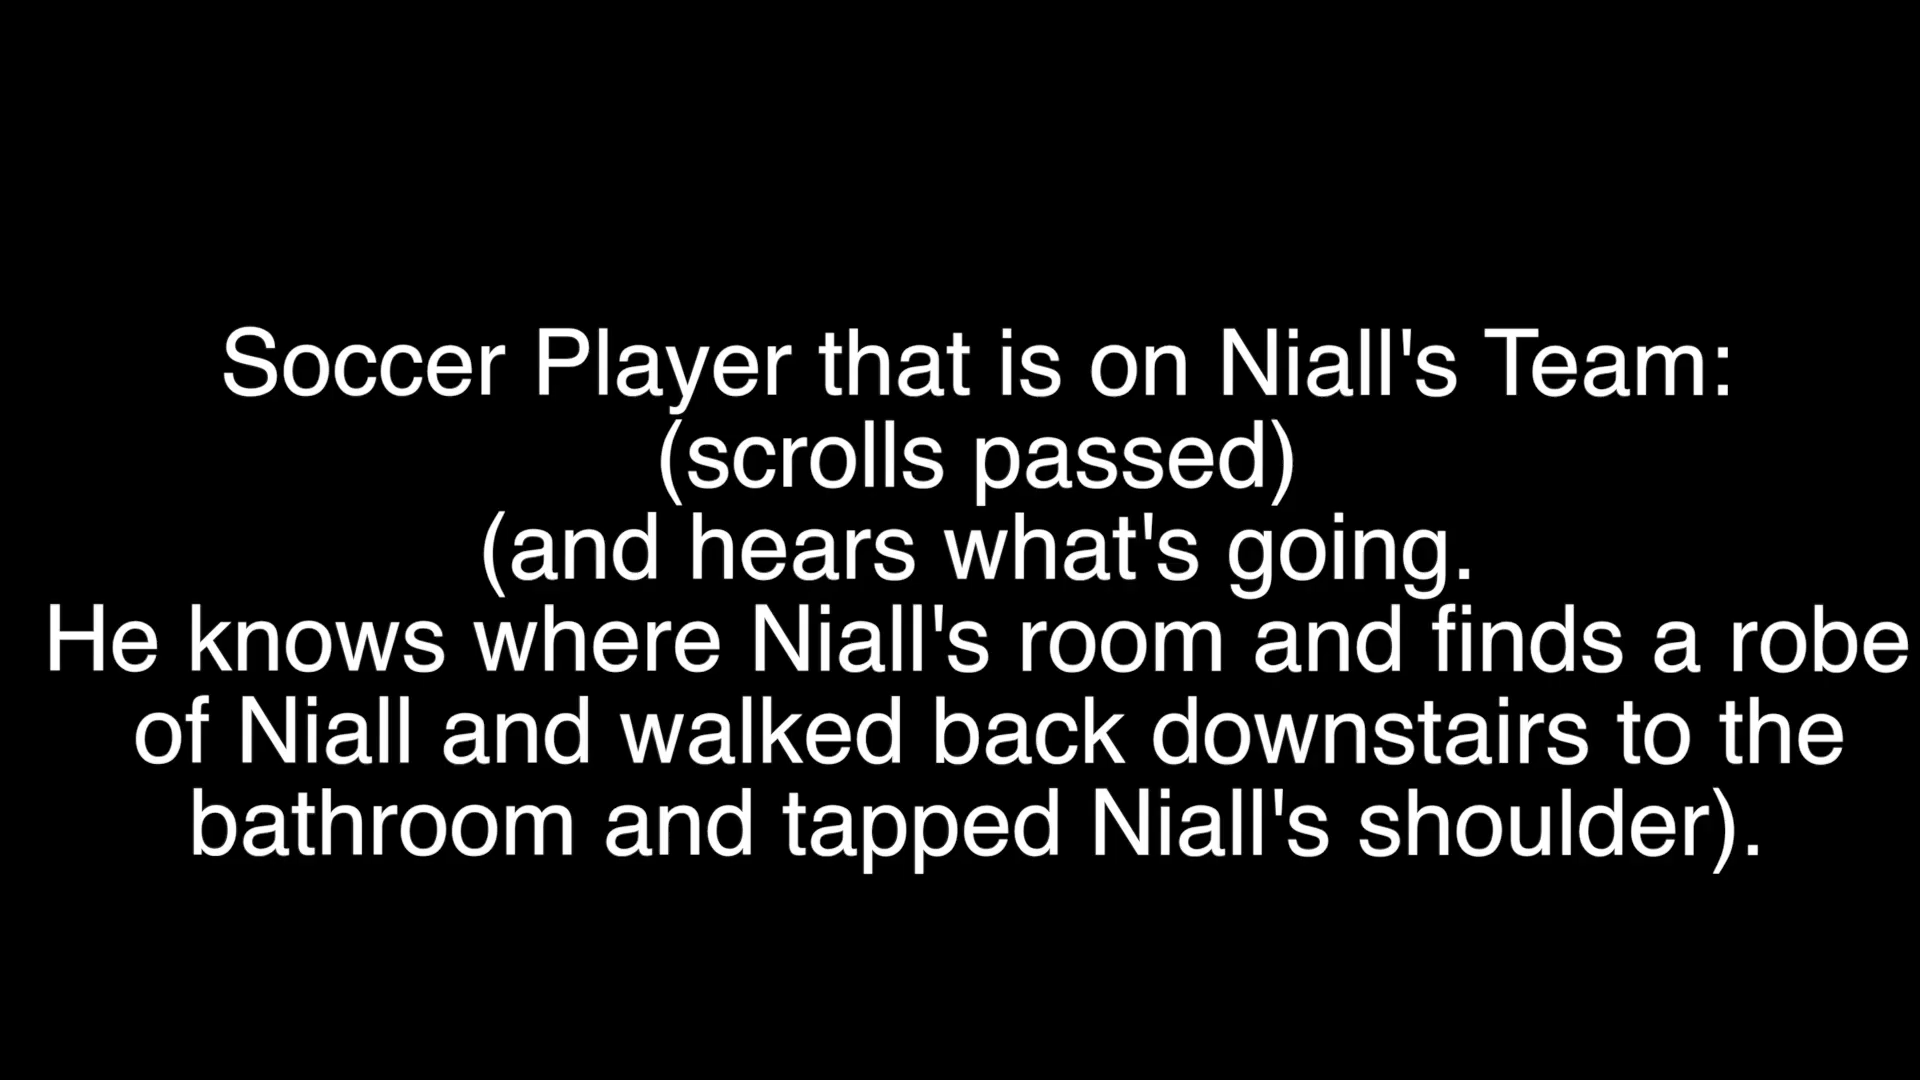 Soccer Player that is on Niall's Team:
(scrolls passed)
(and hears what's going.
He knows where Niall's room and finds a robe
of Niall and walked back downstairs to the
bathroom and tapped Niall's shoulder).